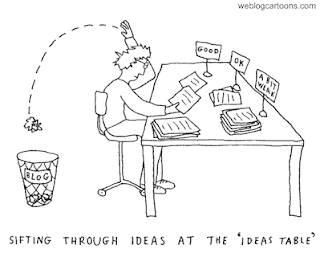 weblogcartoons.com
GOOD
OK
A BIT
WEAK
BLOG
SIFTING THROUGH IDEAS AT THE 'IDEAS TABLE'